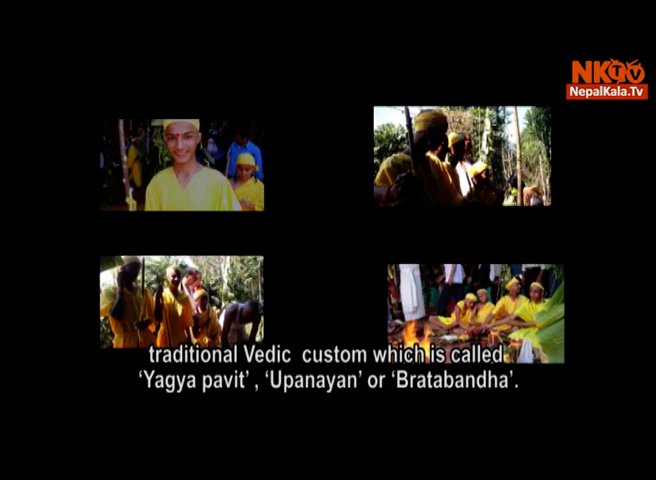 NKTV
NepalKala.Tv
traditional Vedic custom which is called
‘Yagya pavit’ , ‘Upanayan’ or ‘Bratabandha’.